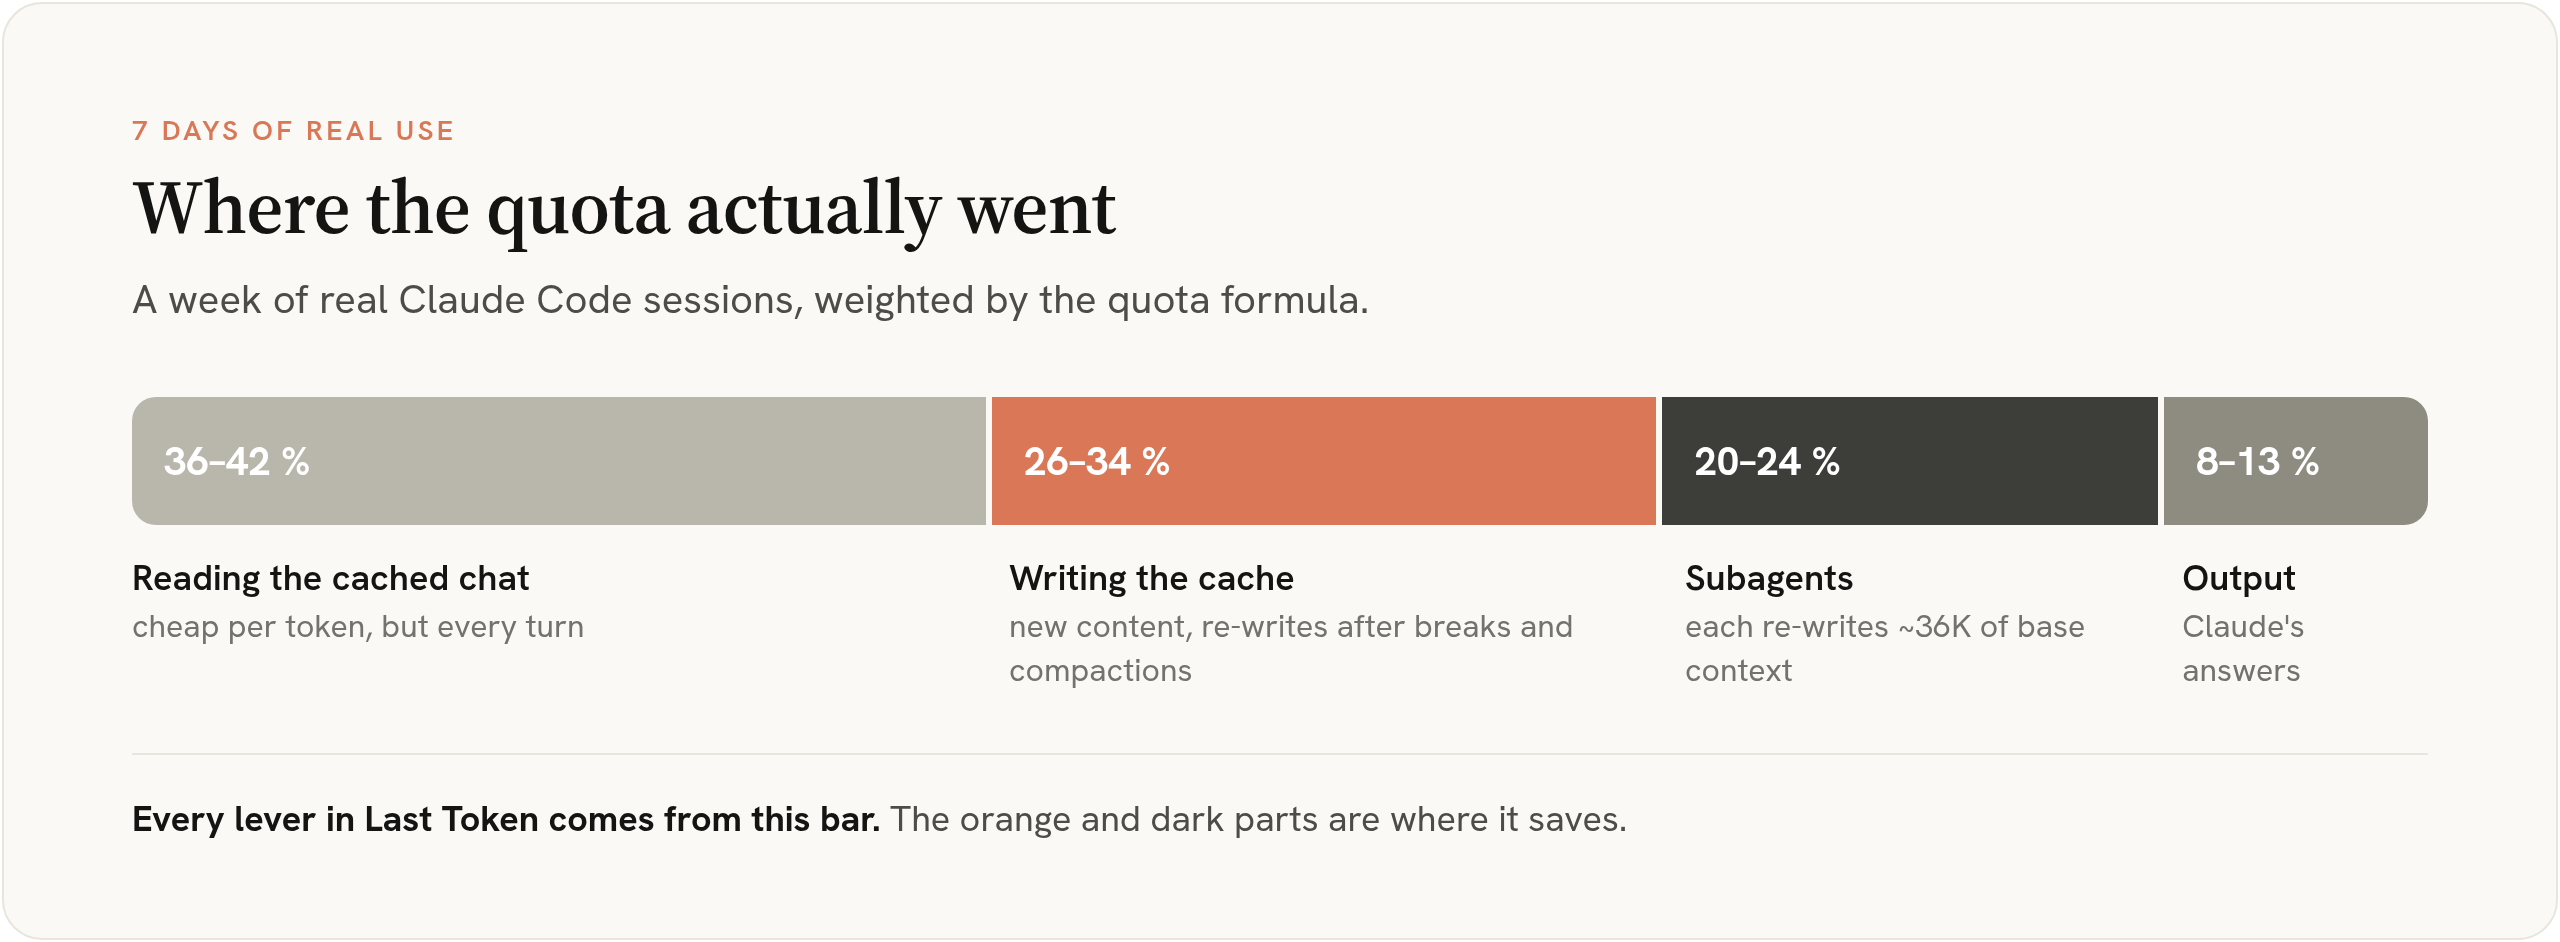 7 DAYS OF REAL USE
Where the quota actually went
A week of real Claude Code sessions, weighted by the quota formula.
36–42 %
26–34 %
20–24 %
8–13 %
Reading the cached chat
cheap per token, but every turn
Writing the cache
new content, re-writes after breaks and
compactions
Subagents
each re-writes ~36K of base
context
Output
Claude's
answers
Every lever in Last Token comes from this bar. The orange and dark parts are where it saves.